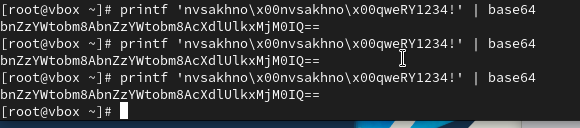 [root@vbox ~]# printf 'nvsakhno\x00nvsakhno\x00qweRY1234!' | base64
bnZzYWtobm8AbnZzYWtobm8AcXdlUlkxMjM0IQ==
[root@vbox ~]# printf 'nvsakhno\x00nvsakhno\x00qweRY1234!' | base64
bnZzYWtobm8AbnZzYWtobm8AcXdlUlkxMjM0IQ==
[root@vbox ~]# printf 'nvsakhno\x00nvsakhno\x00qweRY1234!' | base64
bnZzYWtobm8AbnZzYWtobm8AcXdlUlkxMjM0IQ==
[root@vbox ~]#